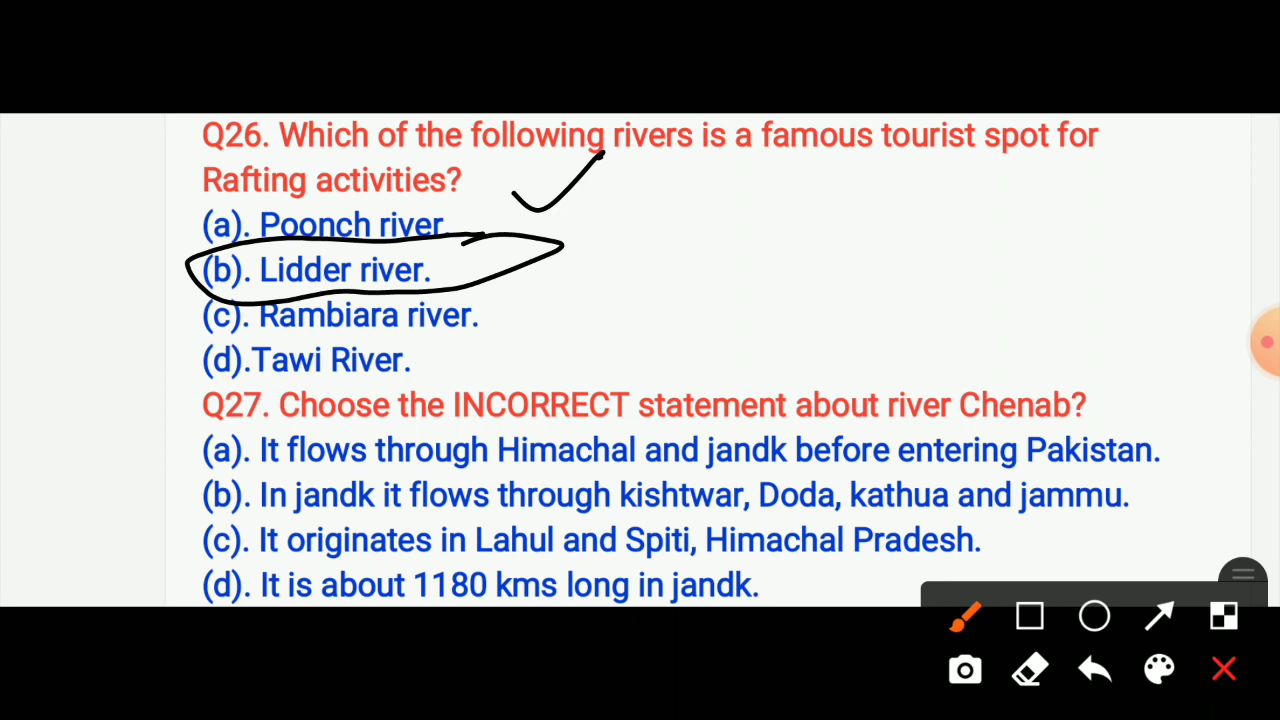 Q26. Which of the following rivers is a famous tourist spot for
Rafting activities?
(a). Poonch river.
(b). Lidder river.
(c). Rambiara river.
(d).Tawi River.
Q27. Choose the INCORRECT statement about river Chenab?
(a). It flows through Himachal and jandk before entering Pakistan.
(b). In jandk it flows through kishtwar, Doda, kathua and jammu.
(c). It originates in Lahul and Spiti, Himachal Pradesh.
(d). It is about 1180 kms long in jandk.